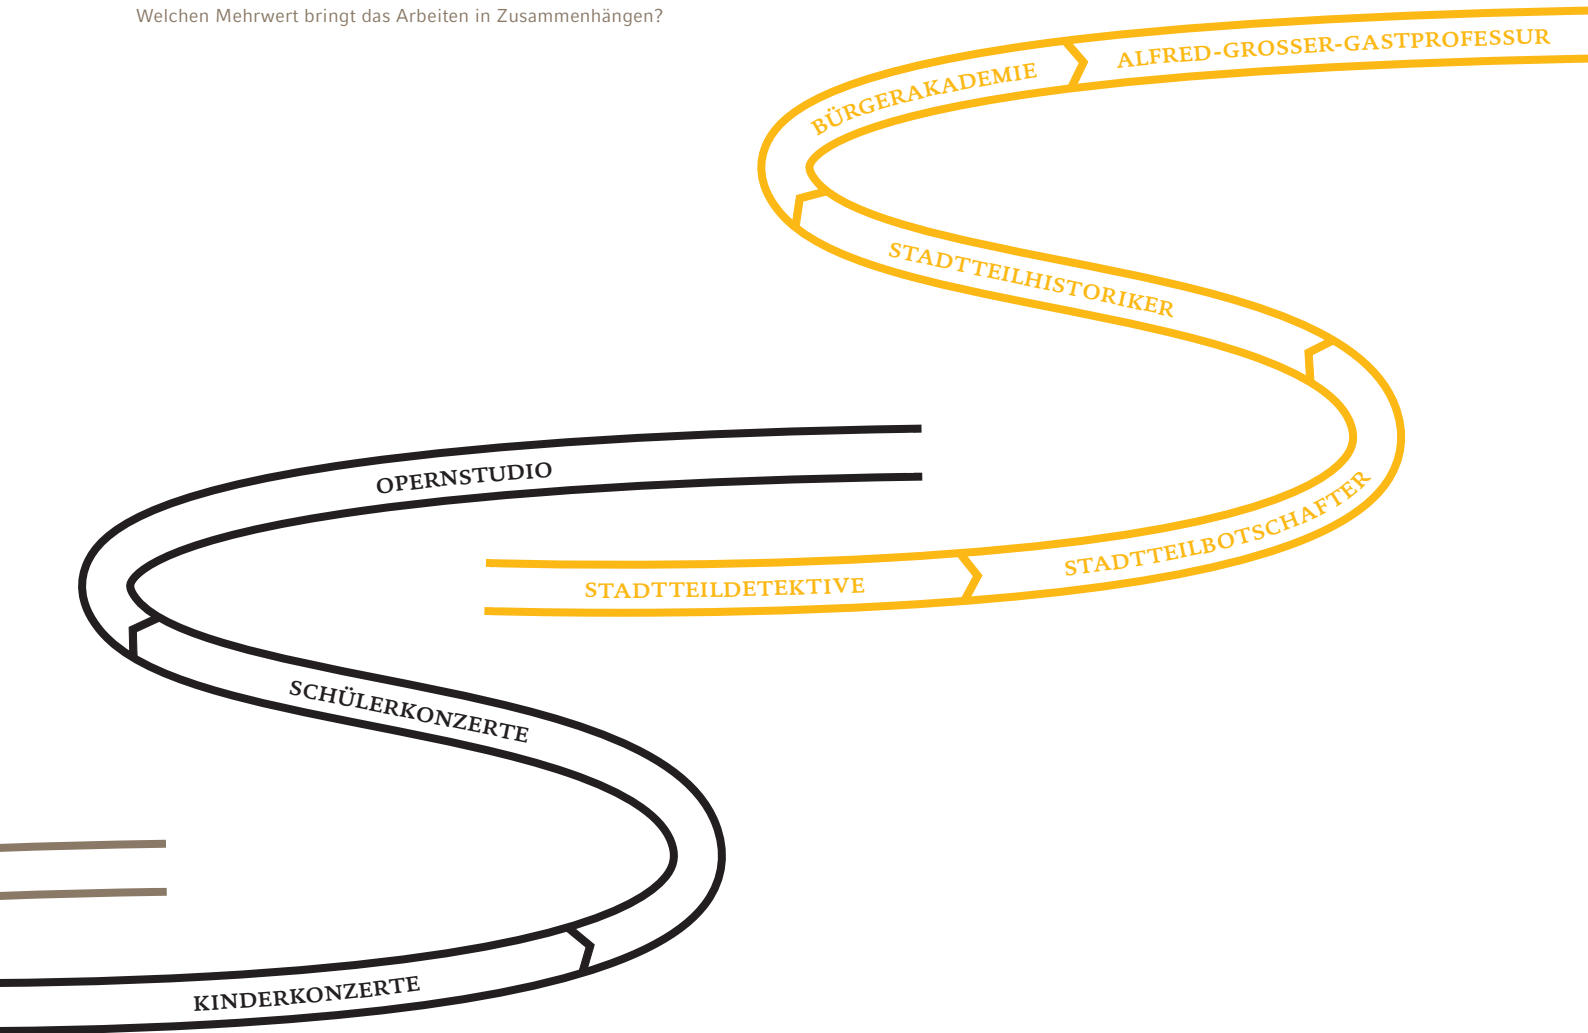 Welchen Mehrwert bringt das Arbeiten in Zusammenhängen?
ALFRED-GROSSER-GASTPROFESSUR
BÜRGERAKADEMIE
STADTTEILHISTORIKER
OPERNSTUDIO
STADTTEILBOTSCHAFTER
STADTTEILDETEKTIVE
SCHÜLERKONZERTE
KINDERKONZERTE